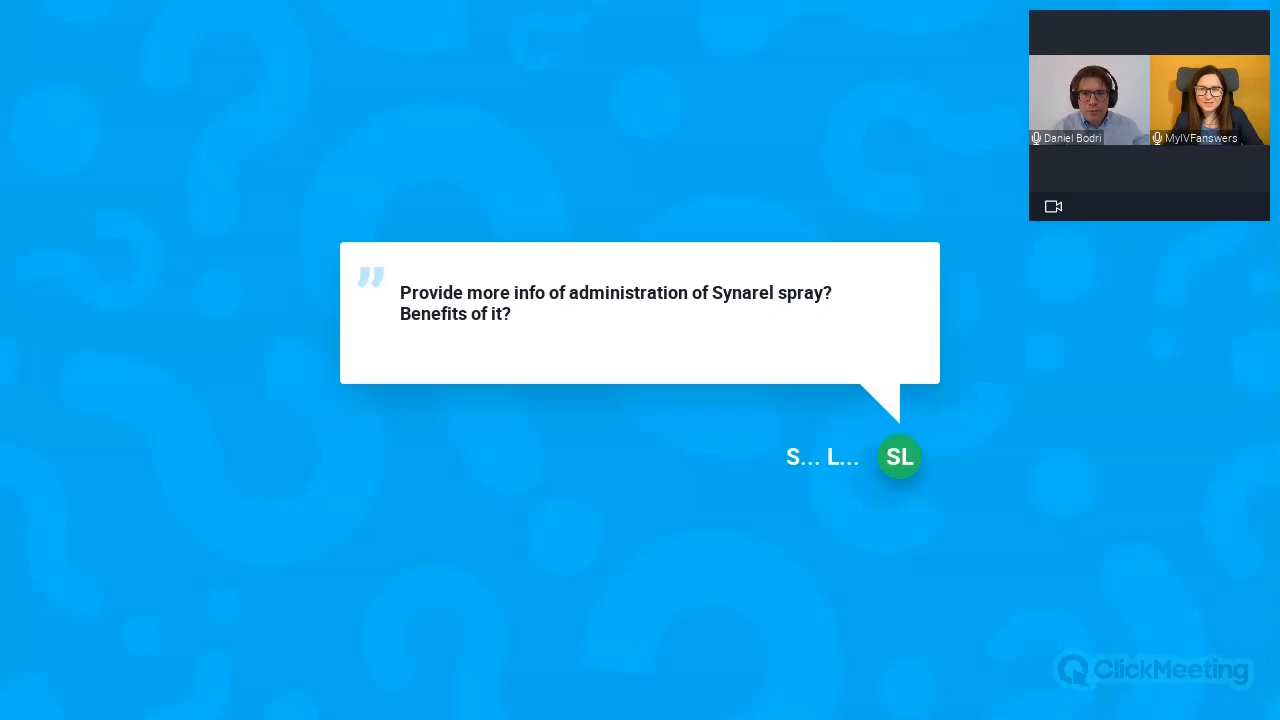 Daniel Bodri
MyIVFanswers
Provide more info of administration of Synarel spray?
Benefits of it?
S... L...
SL
ClickMeeting